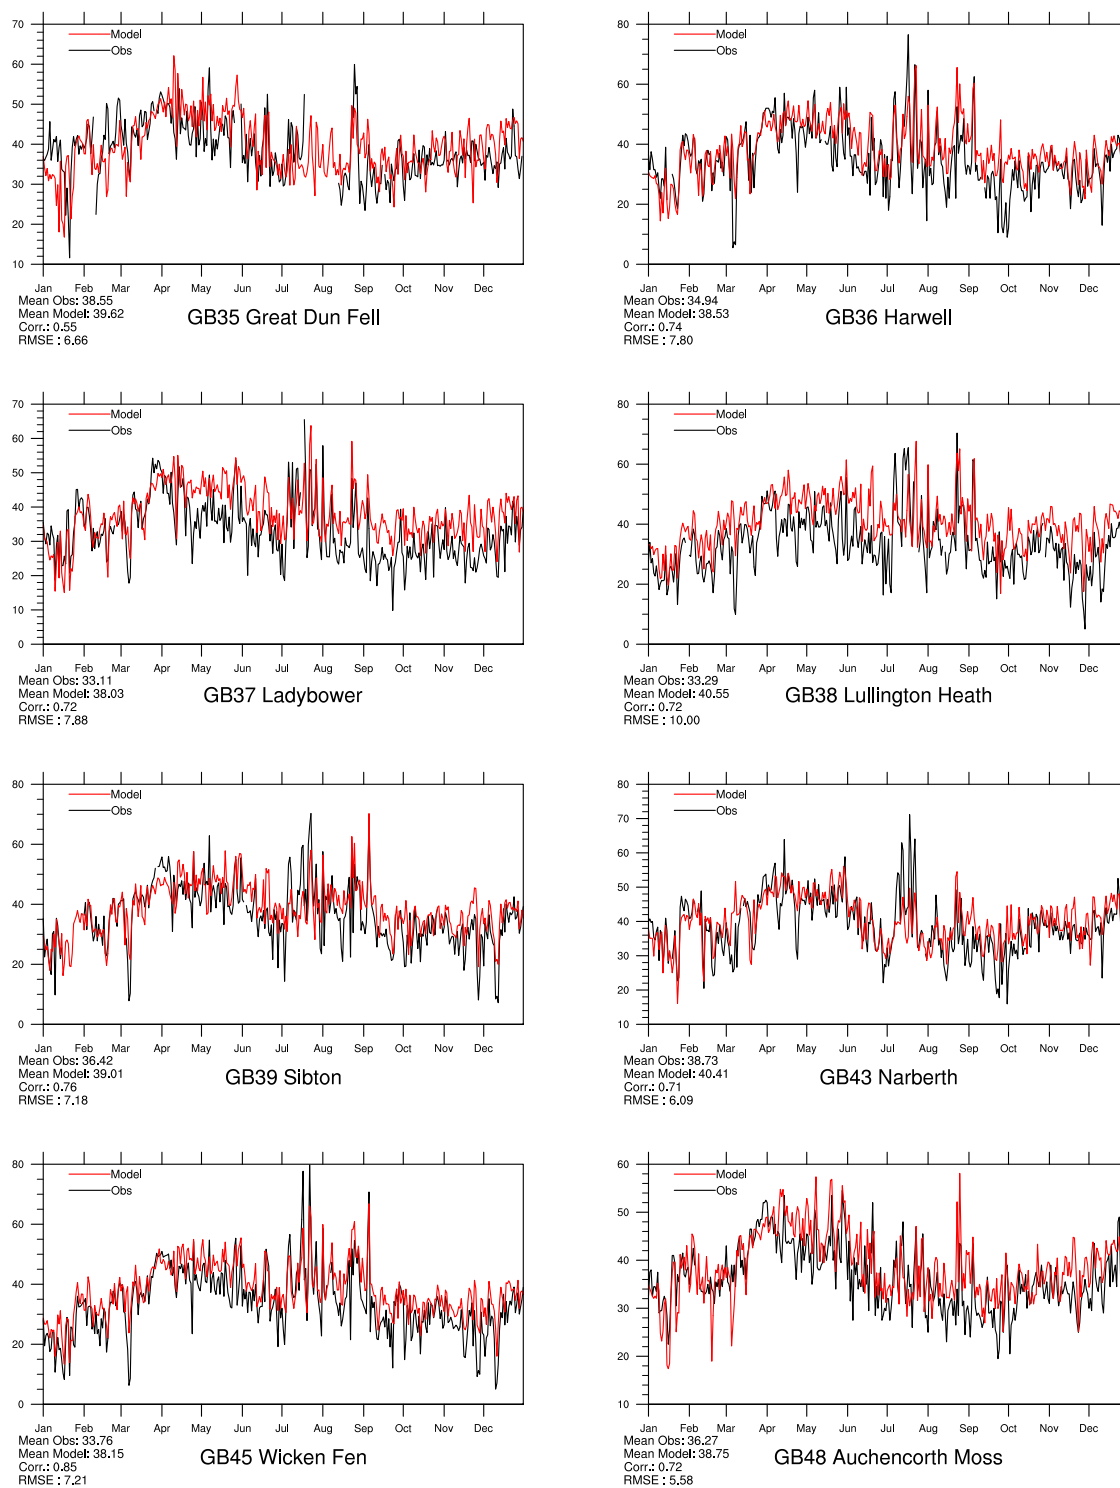 70
60
50
40
30
20
10
Model
Obs
Jan Feb Mar Apr May Jun Jul Aug Sep Oct Nov Dec
Mean Obs: 38.55
Mean Model: 39.62
Corr.: 0.55
RMSE : 6.66
GB35 Great Dun Fell
80
60
40
20
0
Model
Obs
Jan Feb Mar Apr May Jun Jul Aug Sep Oct Nov Dec
Mean Obs: 34.94
Mean Model: 38.53
Corr.: 0.74
RMSE : 7.80
GB36 Harwell
70
60
50
40
30
20
10
0
Model
Obs
Jan Feb Mar Apr May Jun Jul Aug Sep Oct Nov Dec
Mean Obs: 33.11
Mean Model: 38.03
Corr.: 0.72
RMSE : 7.88
GB37 Ladybower
80
60
40
20
0
Model
Obs
Jan Feb Mar Apr May Jun Jul Aug Sep Oct Nov Dec
Mean Obs: 33.29
Mean Model: 40.55
Corr.: 0.72
RMSE : 10.00
GB38 Lullington Heath
80
60
40
20
0
Model
Obs
Jan Feb Mar Apr May Jun Jul Aug Sep Oct Nov Dec
Mean Obs: 36.42
Mean Model: 39.01
Corr.: 0.76
RMSE : 7.18
GB39 Sibton
80
70
60
50
40
30
20
10
Model
Obs
Jan Feb Mar Apr May Jun Jul Aug Sep Oct Nov Dec
Mean Obs: 38.73
Mean Model: 40.41
Corr.: 0.71
RMSE : 6.09
GB43 Narberth
80
60
40
20
0
Model
Obs
Jan Feb Mar Apr May Jun Jul Aug Sep Oct Nov Dec
Mean Obs: 33.76
Mean Model: 38.15
Corr.: 0.85
RMSE : 7.21
GB45 Wicken Fen
60
50
40
30
20
10
Model
Obs
Jan Feb Mar Apr May Jun Jul Aug Sep Oct Nov Dec
Mean Obs: 36.27
Mean Model: 38.75
Corr.: 0.72
RMSE : 5.58
GB48 Auchencorth Moss